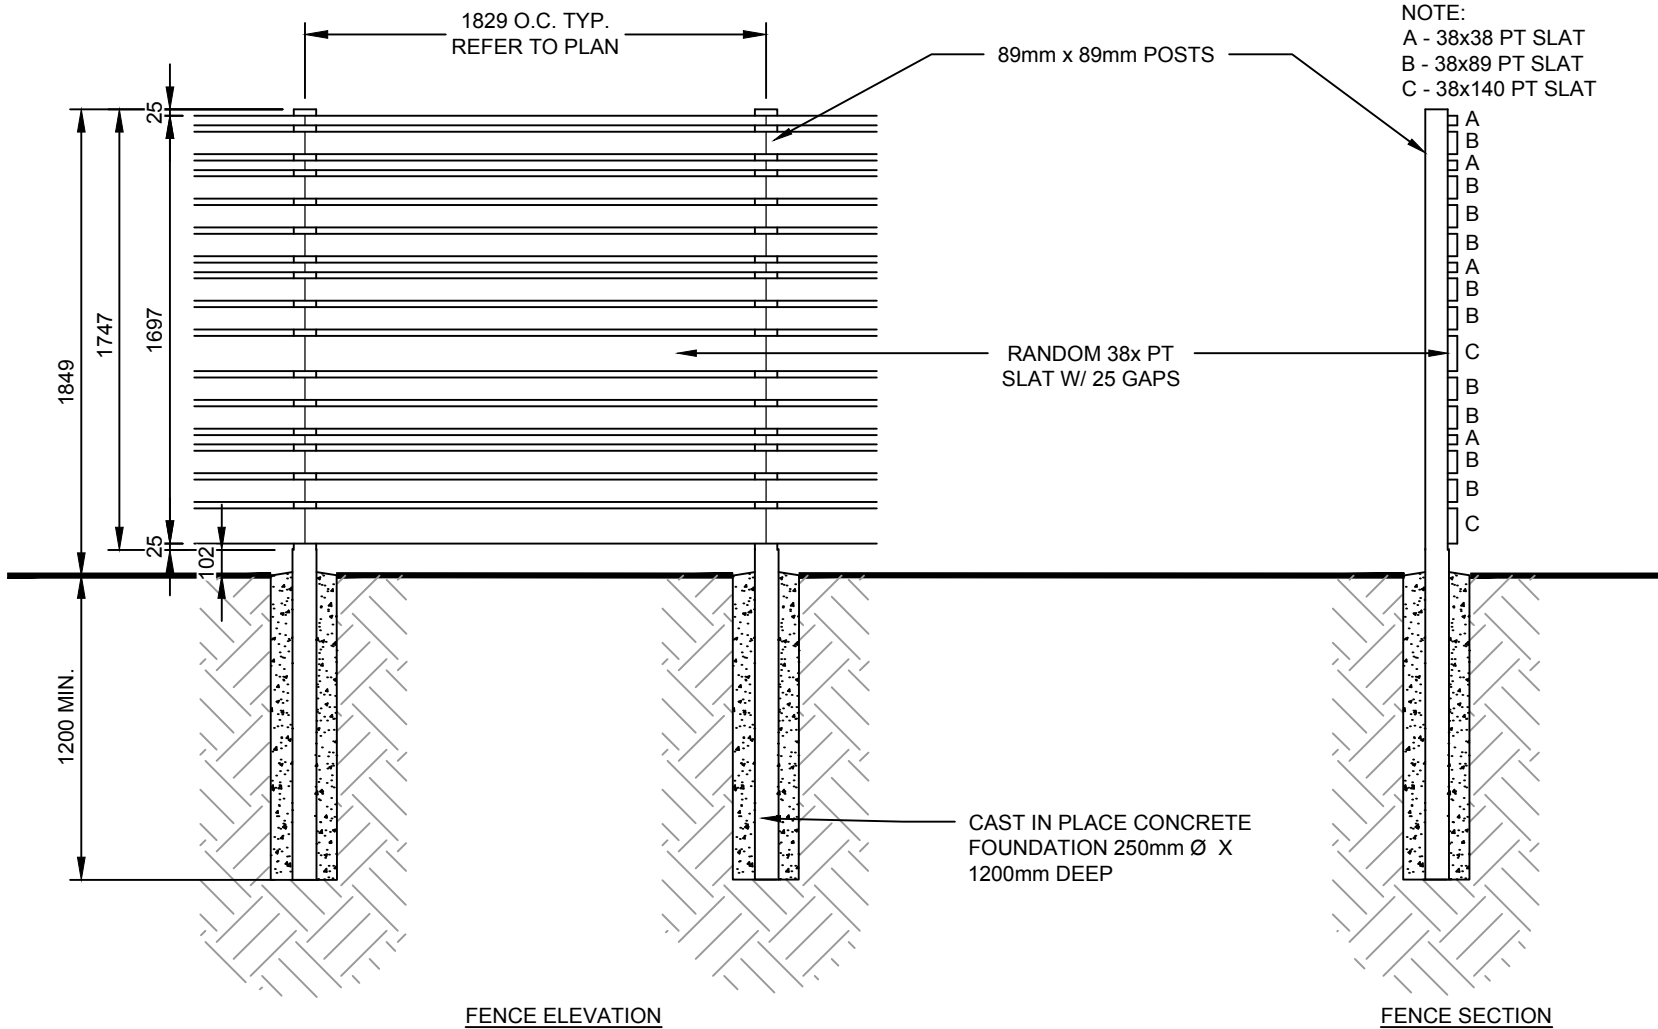 1829 O.C. TYP.
REFER TO PLAN
89mm x 89mm POSTS
NOTE:
A - 38x38 PT SLAT
B - 38x89 PT SLAT
C - 38x140 PT SLAT
25
1849
1747
1697
25
102
1200 MIN.
RANDOM 38x PT
SLAT W/ 25 GAPS
A
B
A
B
B
B
A
B
B
C
B
B
A
B
B
C
CAST IN PLACE CONCRETE
FOUNDATION 250mm Ø X
1200mm DEEP
FENCE ELEVATION
FENCE SECTION